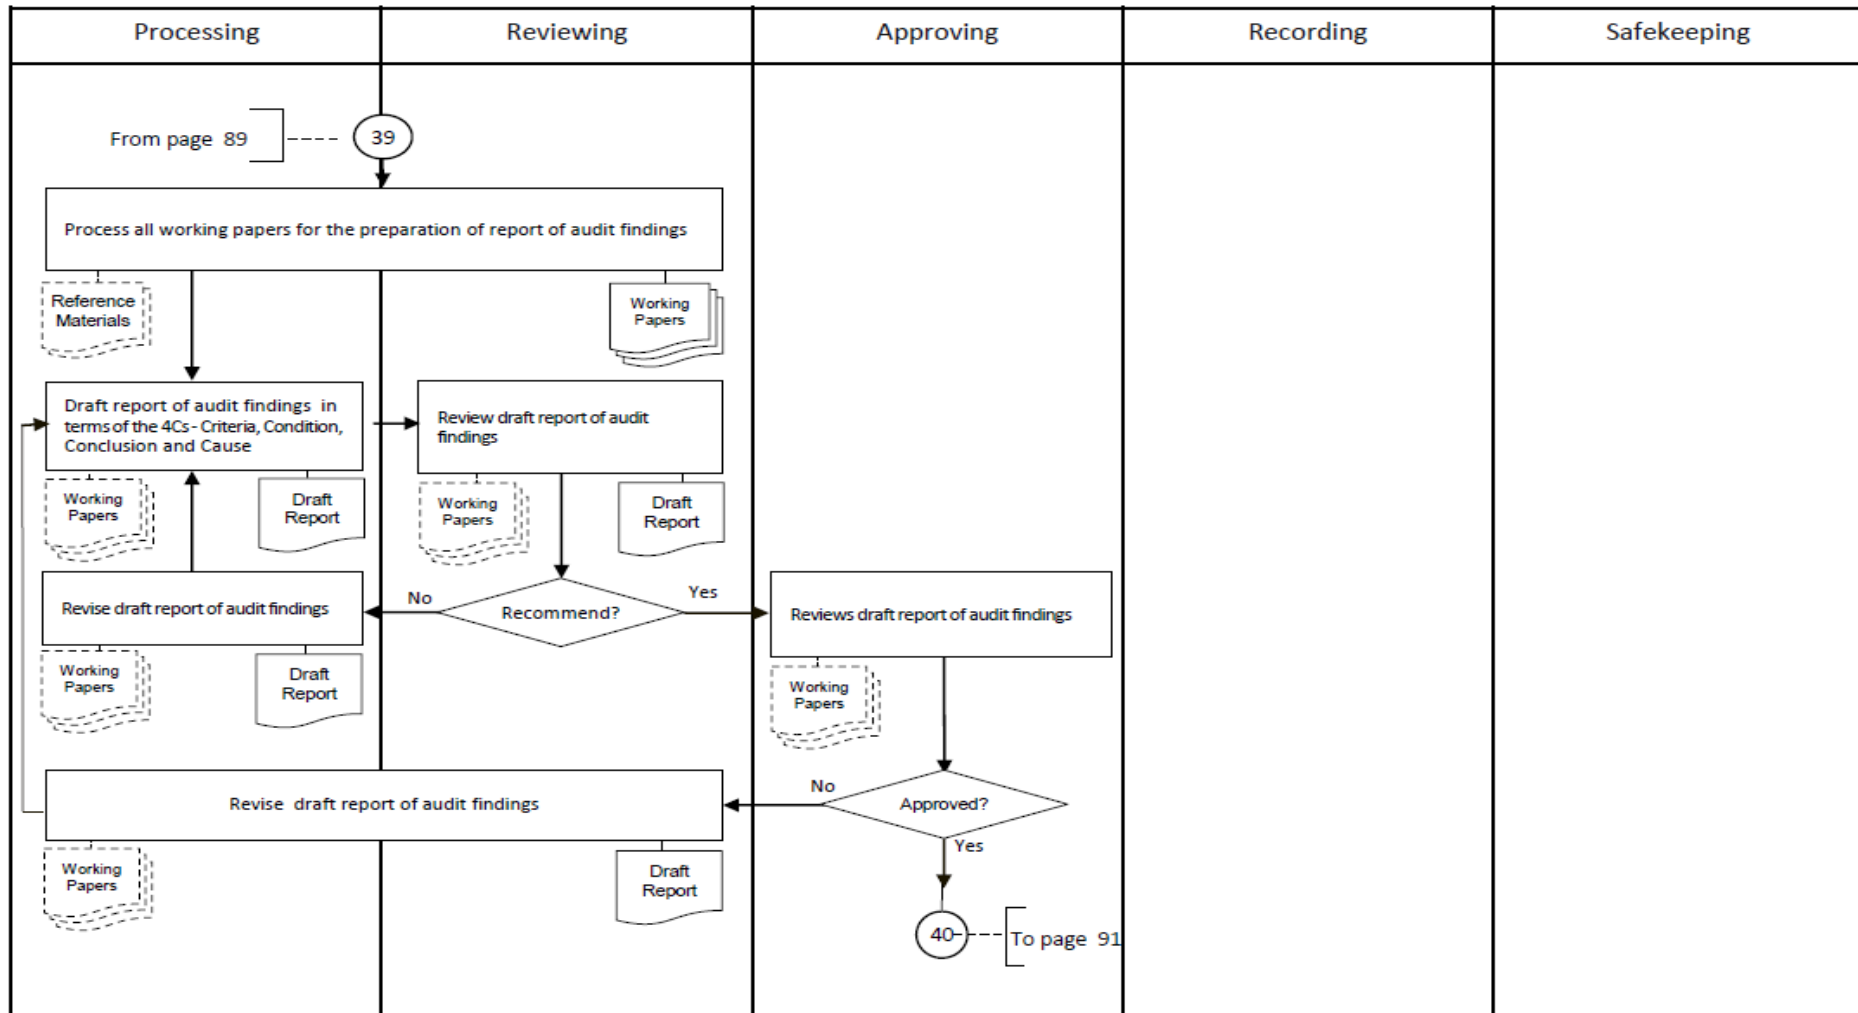 Processing
Reviewing
Approving
Recording
Safekeeping
From page 89
39
Process all working papers for the preparation of report of audit findings
Reference
Materials
Working
Papers
Draft report of audit findings in
terms of the 4Cs - Criteria, Condition,
Conclusion and Cause
Review draft report of audit
findings
Working
Papers
Draft
Report
Working
Papers
Draft
Report
Revise draft report of audit findings
No
Recommend?
Yes
Reviews draft report of audit findings
Working
Papers
Draft
Report
Working
Papers
Revise draft report of audit findings
No
Approved?
Yes
Working
Papers
Draft
Report
40
To page 91